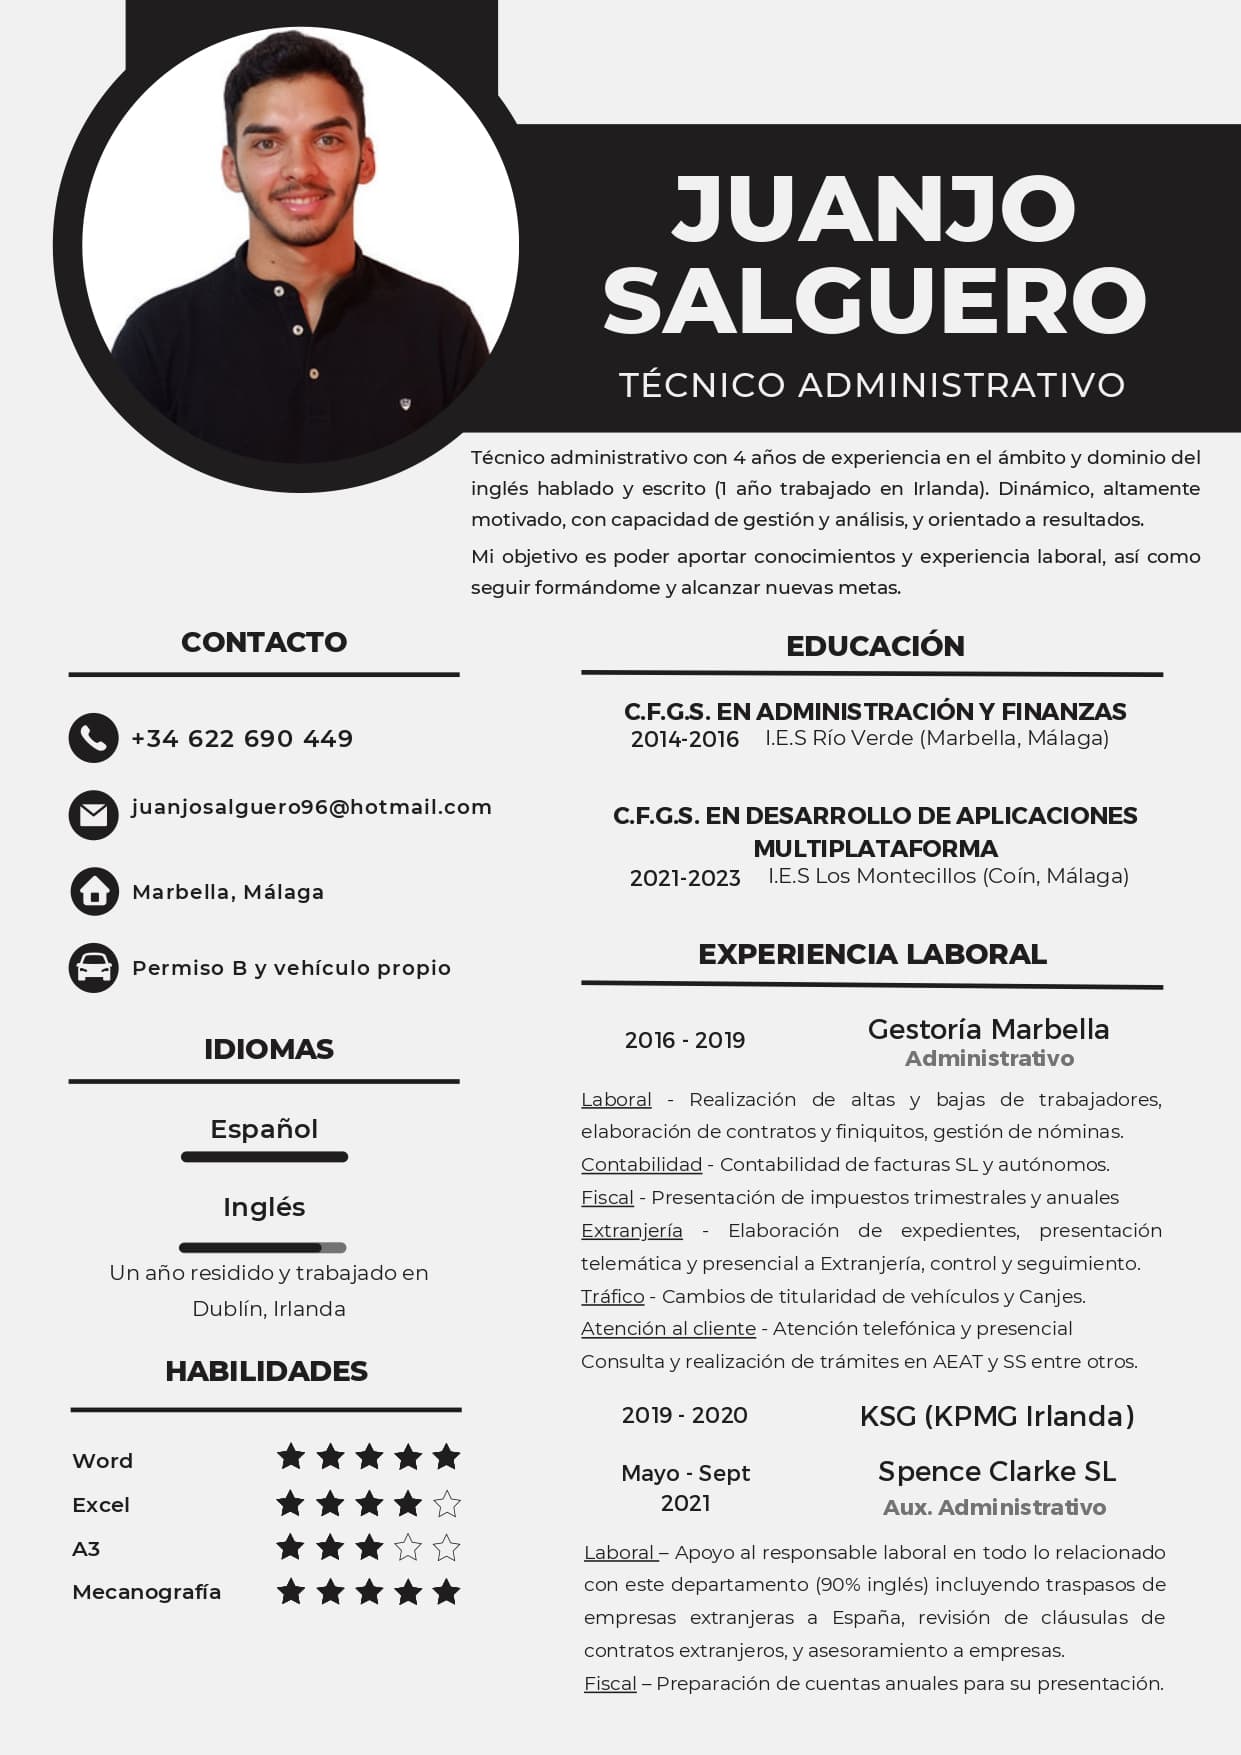 JUANJO
SALGUERO
TÉCNICO ADMINISTRATIVO
Técnico administrativo con 4 años de experiencia en el ámbito y dominio del
inglés hablado y escrito (1 año trabajado en Irlanda). Dinámico, altamente
motivado, con capacidad de gestión y análisis, y orientado a resultados.
Mi objetivo es poder aportar conocimientos y experiencia laboral, así como
seguir formándome y alcanzar nuevas metas.
CONTACTO
+34 622 690 449
juanjosalguero96@hotmail.com
Marbella, Málaga
Permiso B y vehículo propio
IDIOMAS
Español
Inglés
Un año residido y trabajado en
Dublín, Irlanda
HABILIDADES
Word
Excel
A3
Mecanografía
EDUCACIÓN
C.F.G.S. EN ADMINISTRACIÓN Y FINANZAS
2014-2016 I.E.S Río Verde (Marbella, Málaga)
C.F.G.S. EN DESARROLLO DE APLICACIONES
MULTIPLATAFORMA
2021-2023 I.E.S Los Montecillos (Coín, Málaga)
EXPERIENCIA LABORAL
2016 - 2019 Gestoría Marbella
Administrativo
Laboral - Realización de altas y bajas de trabajadores,
elaboración de contratos y finiquitos, gestión de nóminas.
Contabilidad - Contabilidad de facturas SL y autónomos.
Fiscal - Presentación de impuestos trimestrales y anuales
Extranjería - Elaboración de expedientes, presentación
telemática y presencial a Extranjería, control y seguimiento.
Tráfico - Cambios de titularidad de vehículos y Canjes.
Atención al cliente - Atención telefónica y presencial
Consulta y realización de trámites en AEAT y SS entre otros.
2019 - 2020 KSG (KPMG Irlanda)
Mayo - Sept Spence Clarke SL
2021 Aux. Administrativo
Laboral – Apoyo al responsable laboral en todo lo relacionado
con este departamento (90% inglés) incluyendo traspasos de
empresas extranjeras a España, revisión de cláusulas de
contratos extranjeros, y asesoramiento a empresas.
Fiscal – Preparación de cuentas anuales para su presentación.